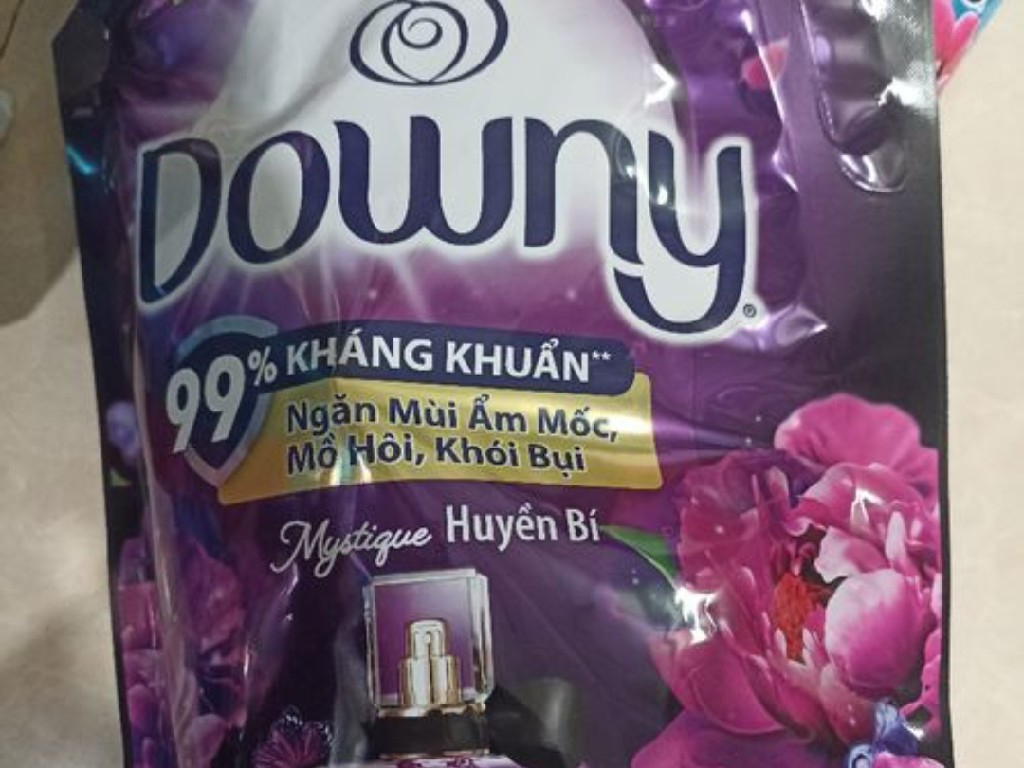 Downy®
99% KHÁNG KHUẨN**
Ngăn Mùi Ẩm Mốc,
Mồ Hôi, Khói Bụi
Mystique Huyền Bí